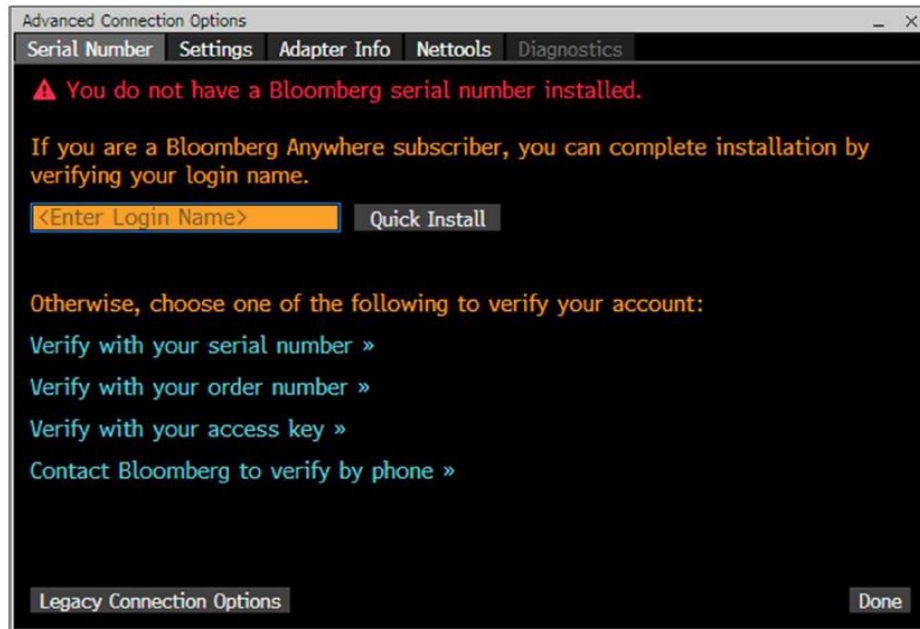 Advanced Connection Options
Serial Number Settings Adapter Info Nettools Diagnostics
You do not have a Bloomberg serial number installed.
If you are a Bloomberg Anywhere subscriber, you can complete installation by
verifying your login name.
<Enter Login Name> Quick Install
Otherwise, choose one of the following to verify your account:
Verify with your serial number »
Verify with your order number »
Verify with your access key »
Contact Bloomberg to verify by phone »
Legacy Connection Options Done